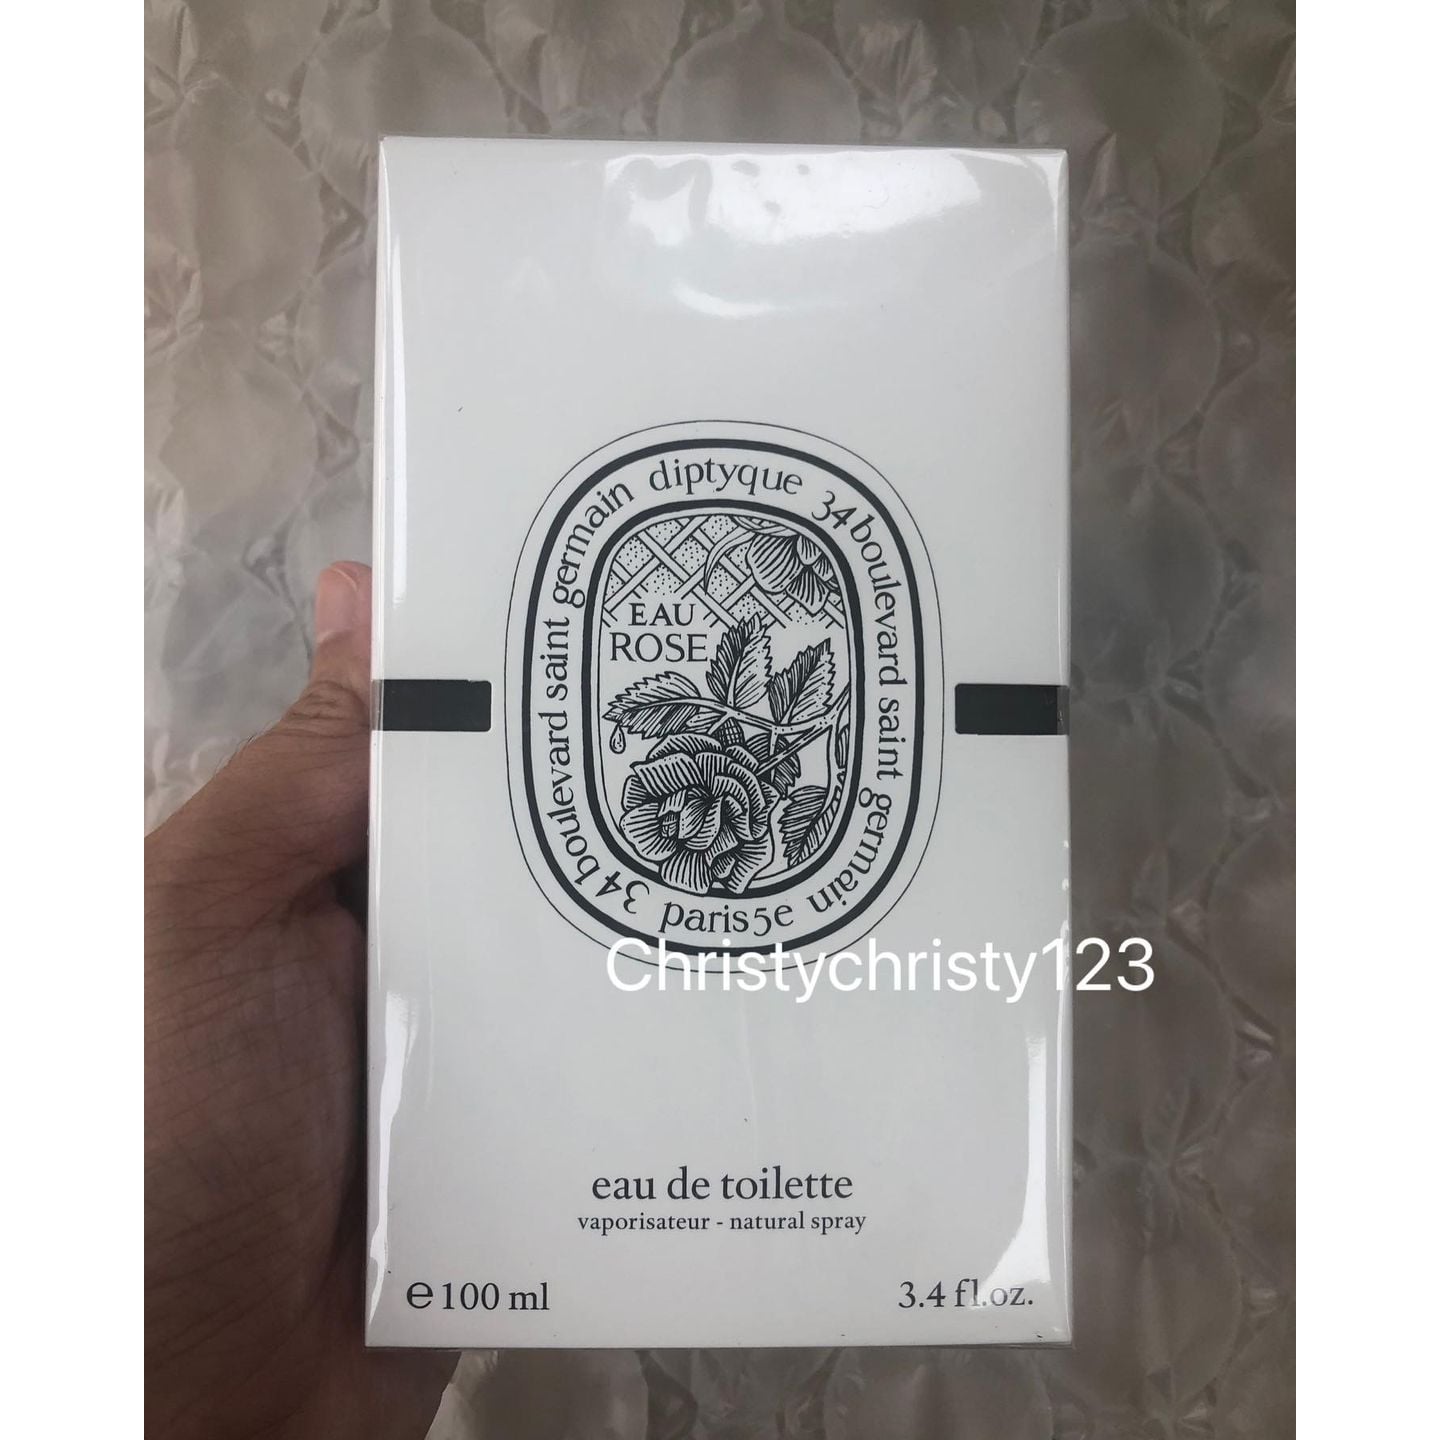 diptyque 34 boulevard saint germain paris5e 34 boulevard saint germain
EAU
ROSE
Christychristy123
eau de toilette
vaporisateur - natural spray
℮ 100 ml
3.4 fl.oz.